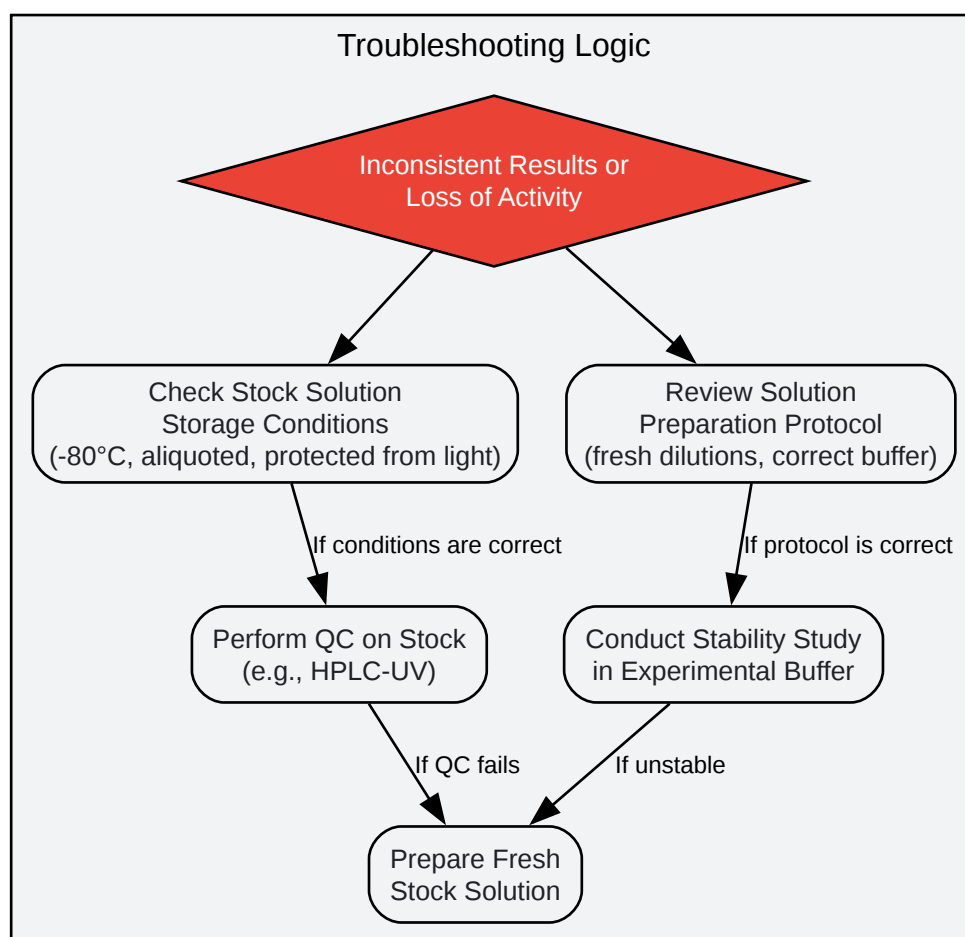 Troubleshooting Logic
Inconsistent Results or
Loss of Activity
Check Stock Solution
Storage Conditions
(-80°C, aliquoted, protected from light)
Review Solution
Preparation Protocol
(fresh dilutions, correct buffer)
If conditions are correct
If protocol is correct
Perform QC on Stock
(e.g., HPLC-UV)
Conduct Stability Study
in Experimental Buffer
If QC fails
If unstable
Prepare Fresh
Stock Solution